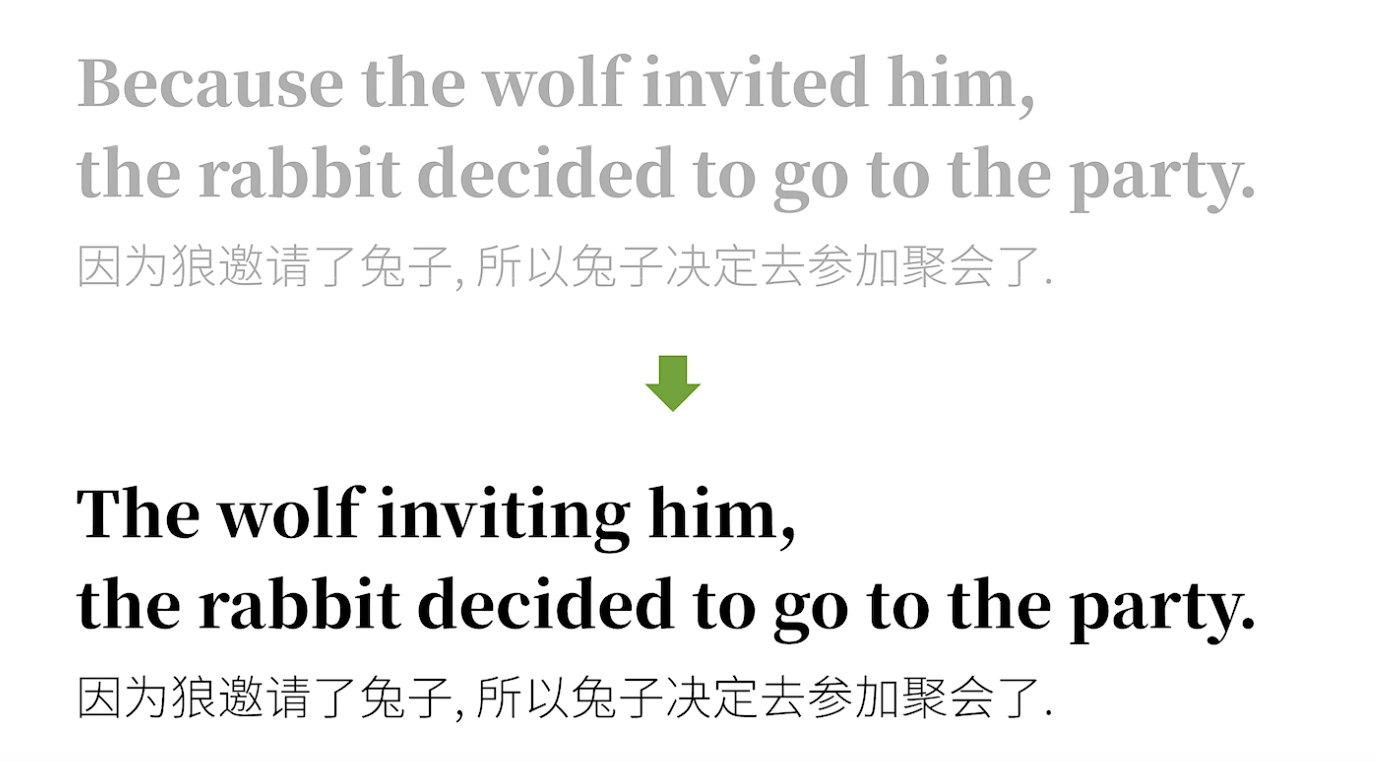 Because the wolf invited him,
the rabbit decided to go to the party.
因为狼邀请了兔子, 所以兔子决定去参加聚会了.
The wolf inviting him,
the rabbit decided to go to the party.
因为狼邀请了兔子, 所以兔子决定去参加聚会了.